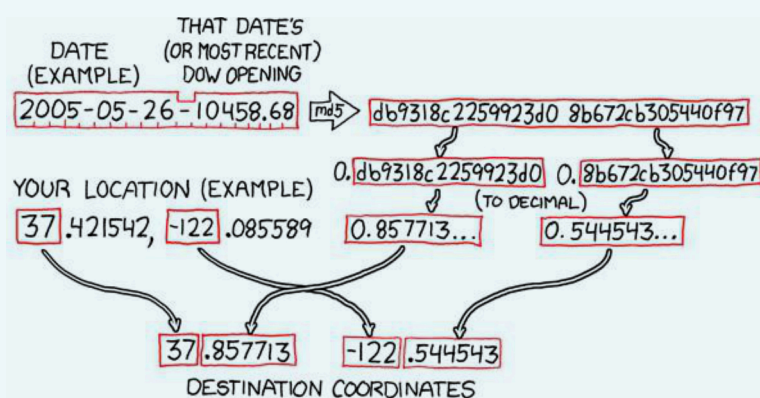 DATE
(EXAMPLE)
THAT DATE'S
(OR MOST RECENT)
DOW OPENING
2005-05-26-10458.68
md5
db9318c2259923d0 8b672cb305440f97
0.db9318c2259923d0
0.8b672cb305440f97
(TO DECIMAL)
YOUR LOCATION (EXAMPLE)
37.421542, -122.085589
0.857713...
0.544543...
37.857713
-122.544543
DESTINATION COORDINATES